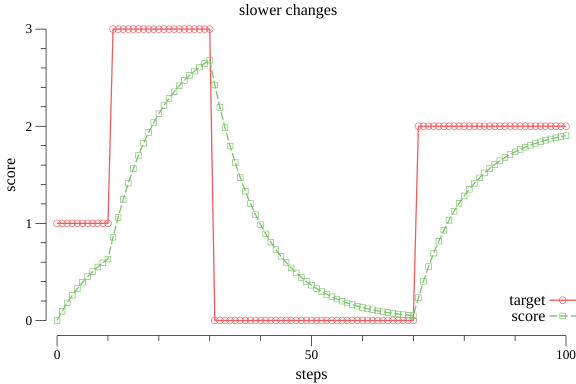 slower changes
3
2
1
0
score
target
score
0 50 100
steps